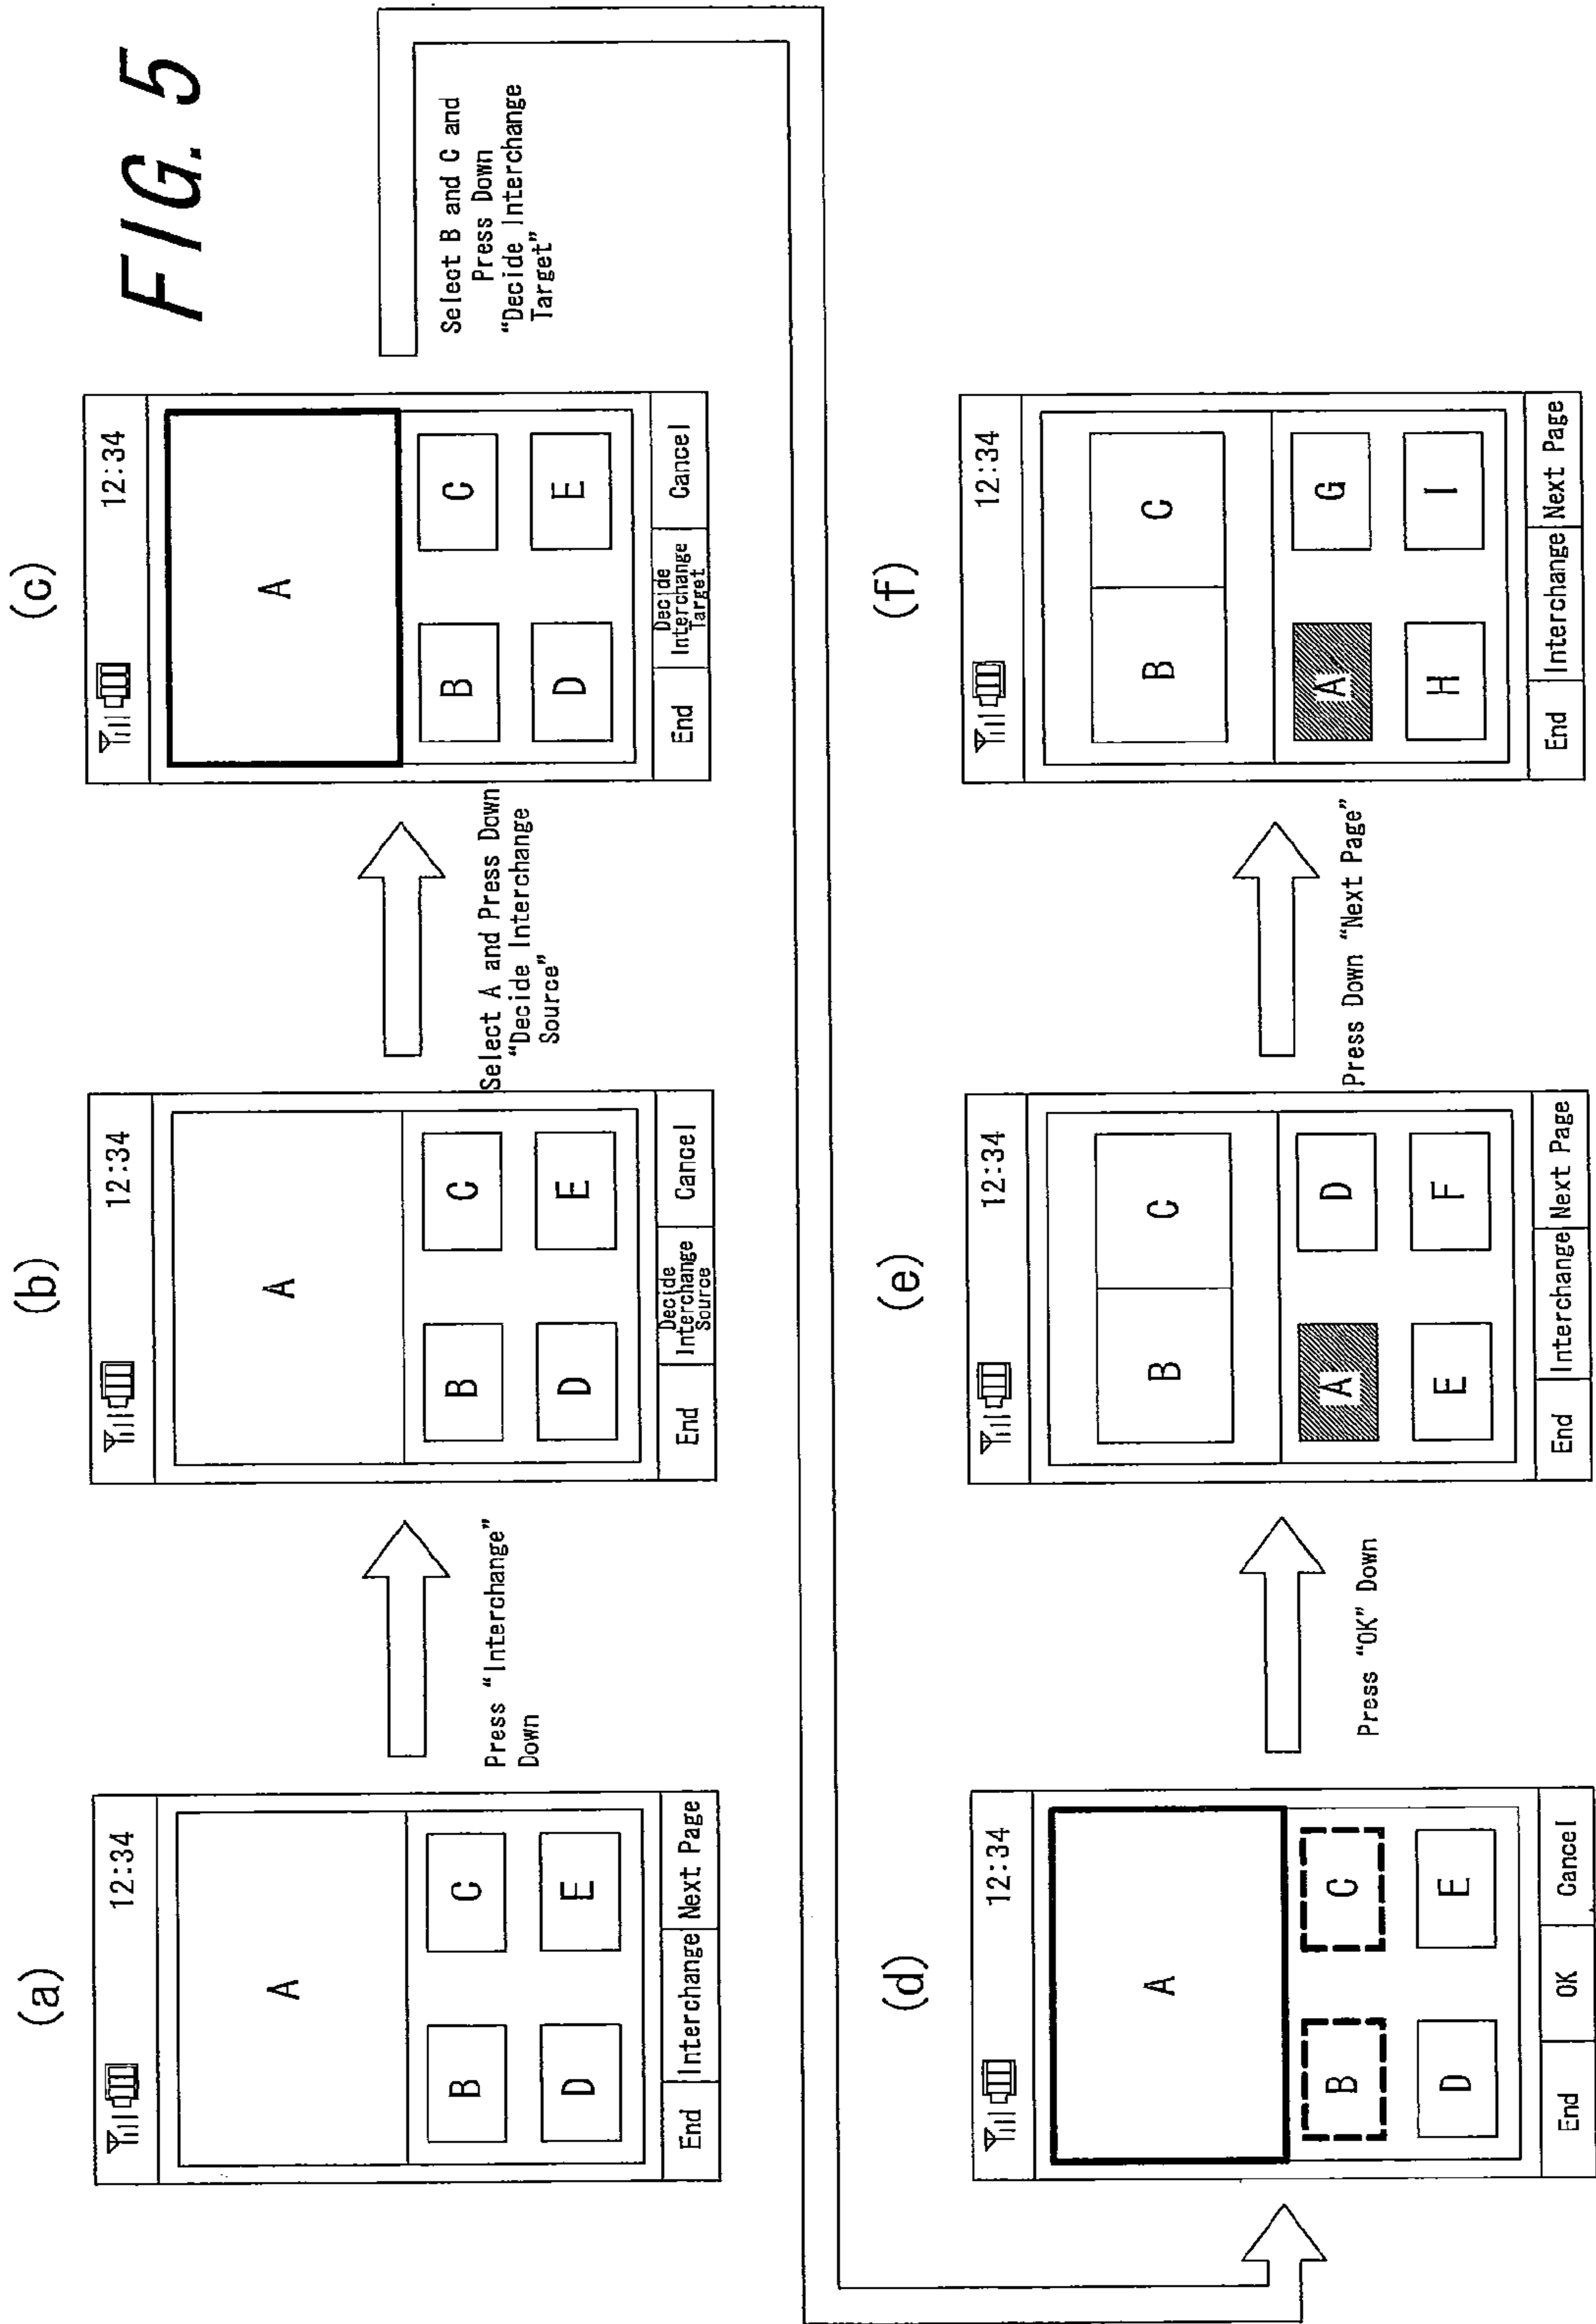 FIG. 5
(a)
12:34
A
B
C
D
E
End
Interchange
Next Page
Press “Interchange”
Down
(b)
12:34
A
B
C
D
E
End
Decide
Interchange
Source
Cancel
Select A and Press Down
“Decide Interchange
Source”
(c)
12:34
A
B
C
D
E
End
Decide
Interchange
Target
Cancel
Select B and C and
Press Down
“Decide Interchange
Target”
(d)
12:34
A
B
C
D
E
End
OK
Cancel
Press “OK” Down
(e)
12:34
B
C
A
D
E
F
End
Interchange
Next Page
Press Down “Next Page”
(f)
12:34
B
C
A
G
H
I
End
Interchange
Next Page